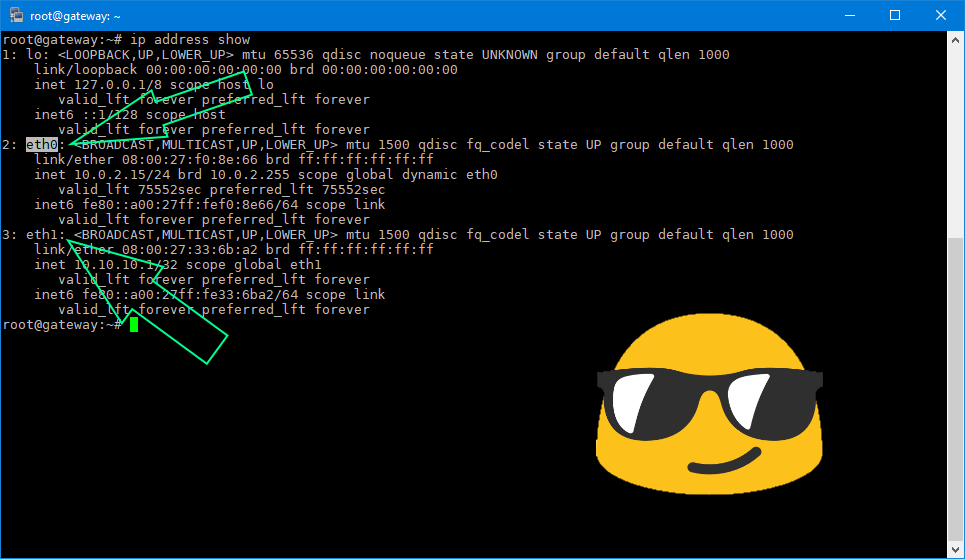 root@gateway: ~
root@gateway:~# ip address show
1: lo: <LOOPBACK,UP,LOWER_UP> mtu 65536 qdisc noqueue state UNKNOWN group default qlen 1000
link/loopback 00:00:00:00:00:00 brd 00:00:00:00:00:00
inet 127.0.0.1/8 scope host lo
valid_lft forever preferred_lft forever
inet6 ::1/128 scope host
valid_lft forever preferred_lft forever
2: eth0: <BROADCAST,MULTICAST,UP,LOWER_UP> mtu 1500 qdisc fq_codel state UP group default qlen 1000
link/ether 08:00:27:f0:8e:66 brd ff:ff:ff:ff:ff:ff
inet 10.0.2.15/24 brd 10.0.2.255 scope global dynamic eth0
valid_lft 75552sec preferred_lft 75552sec
inet6 fe80::a00:27ff:fef0:8e66/64 scope link
valid_lft forever preferred_lft forever
3: eth1: <BROADCAST,MULTICAST,UP,LOWER_UP> mtu 1500 qdisc fq_codel state UP group default qlen 1000
link/ether 08:00:27:33:6b:a2 brd ff:ff:ff:ff:ff:ff
inet 10.10.10.1/32 scope global eth1
valid_lft forever preferred_lft forever
inet6 fe80::a00:27ff:fe33:6ba2/64 scope link
valid_lft forever preferred_lft forever
root@gateway:~#